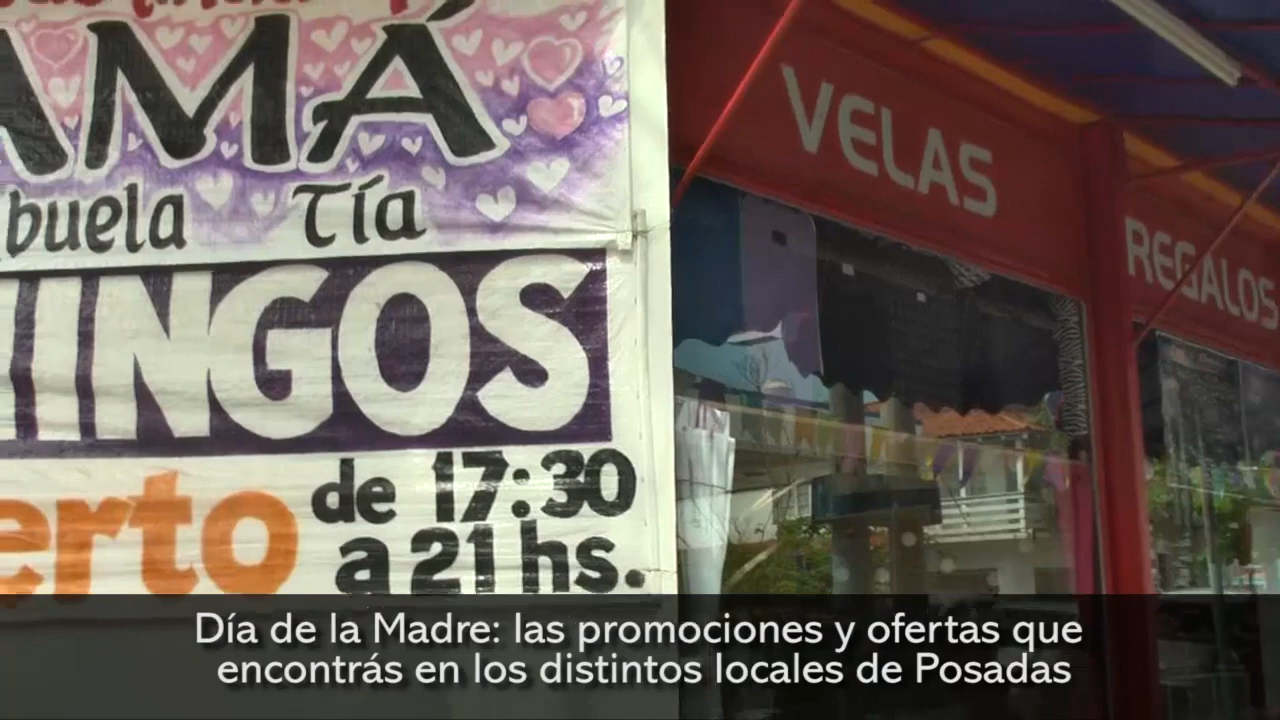 AMÁ
buela Tía
INGOS
erto de 17:30
a 21 hs.
VELAS
REGALOS
Día de la Madre: las promociones y ofertas que
encontrás en los distintos locales de Posadas